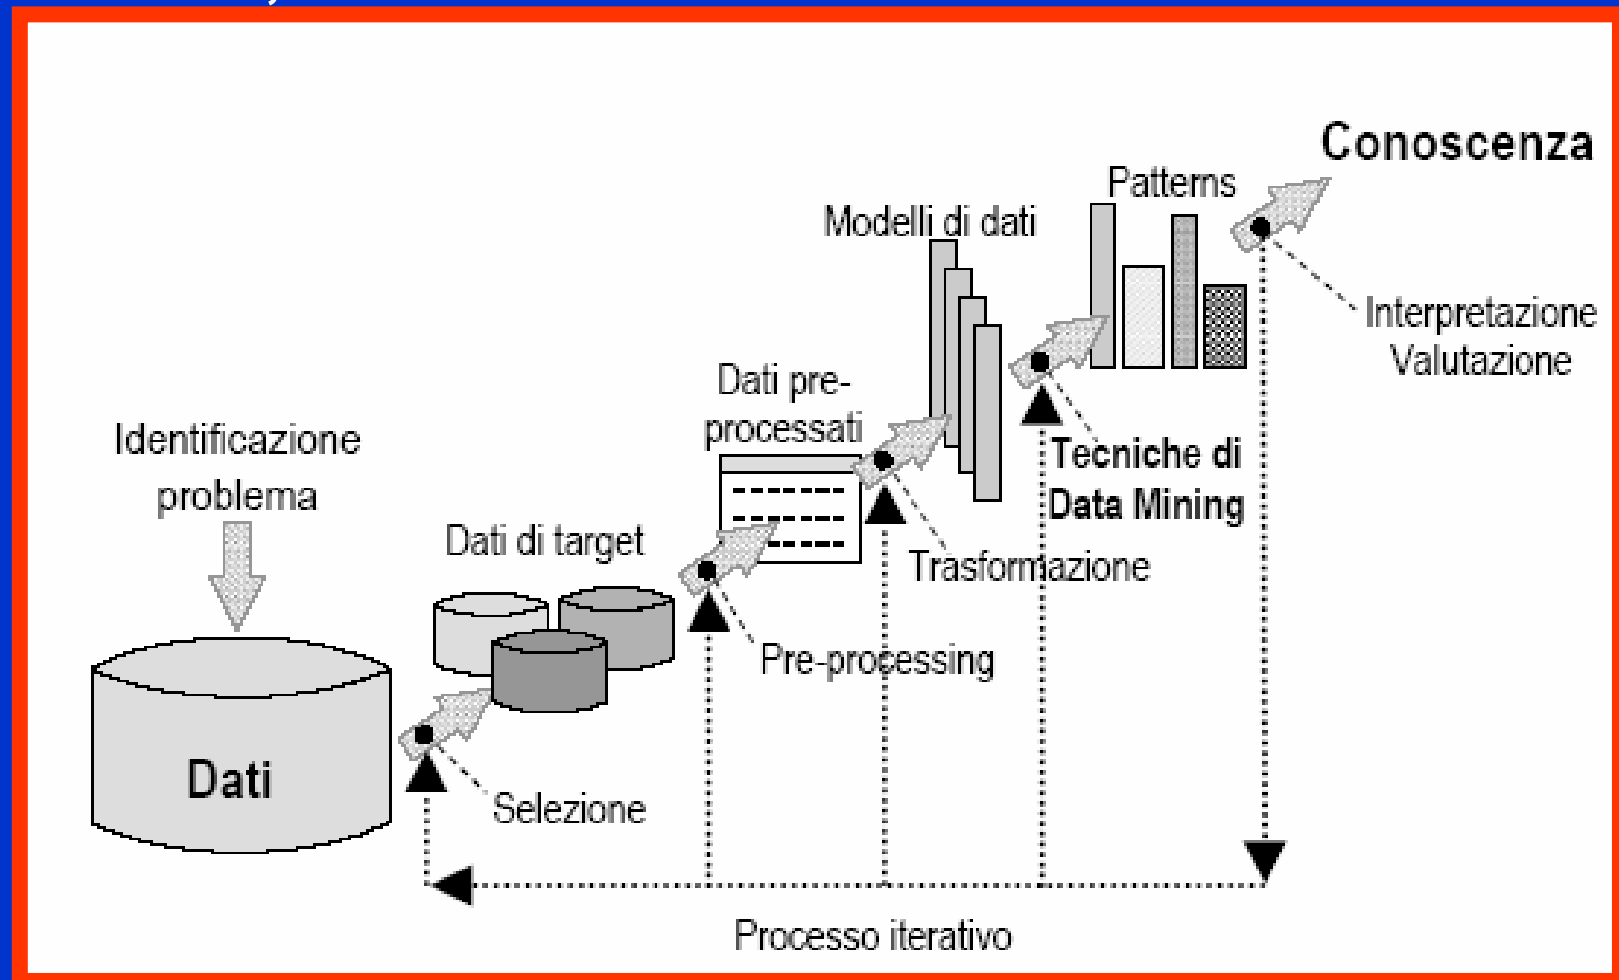 Identificazione
problema
Dati
Selezione
Dati di target
Pre-processing
Dati pre-
processati
Trasformazione
Modelli di dati
Tecniche di
Data Mining
Patterns
Interpretazione
Valutazione
Conoscenza
Processo iterativo